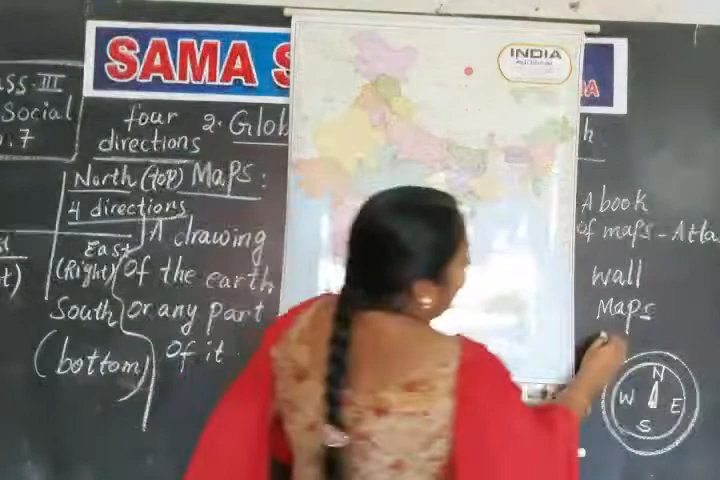 SAMA S
INDIA
ss-III
Social
.7
four
directions
2. Glob
North (TOP)
Maps :
4 directions
East
(Right)
South
(bottom)
A drawing
of the earth
or any part
of it
h
A book
of maps - Atla
wall
Maps
N
W E
S